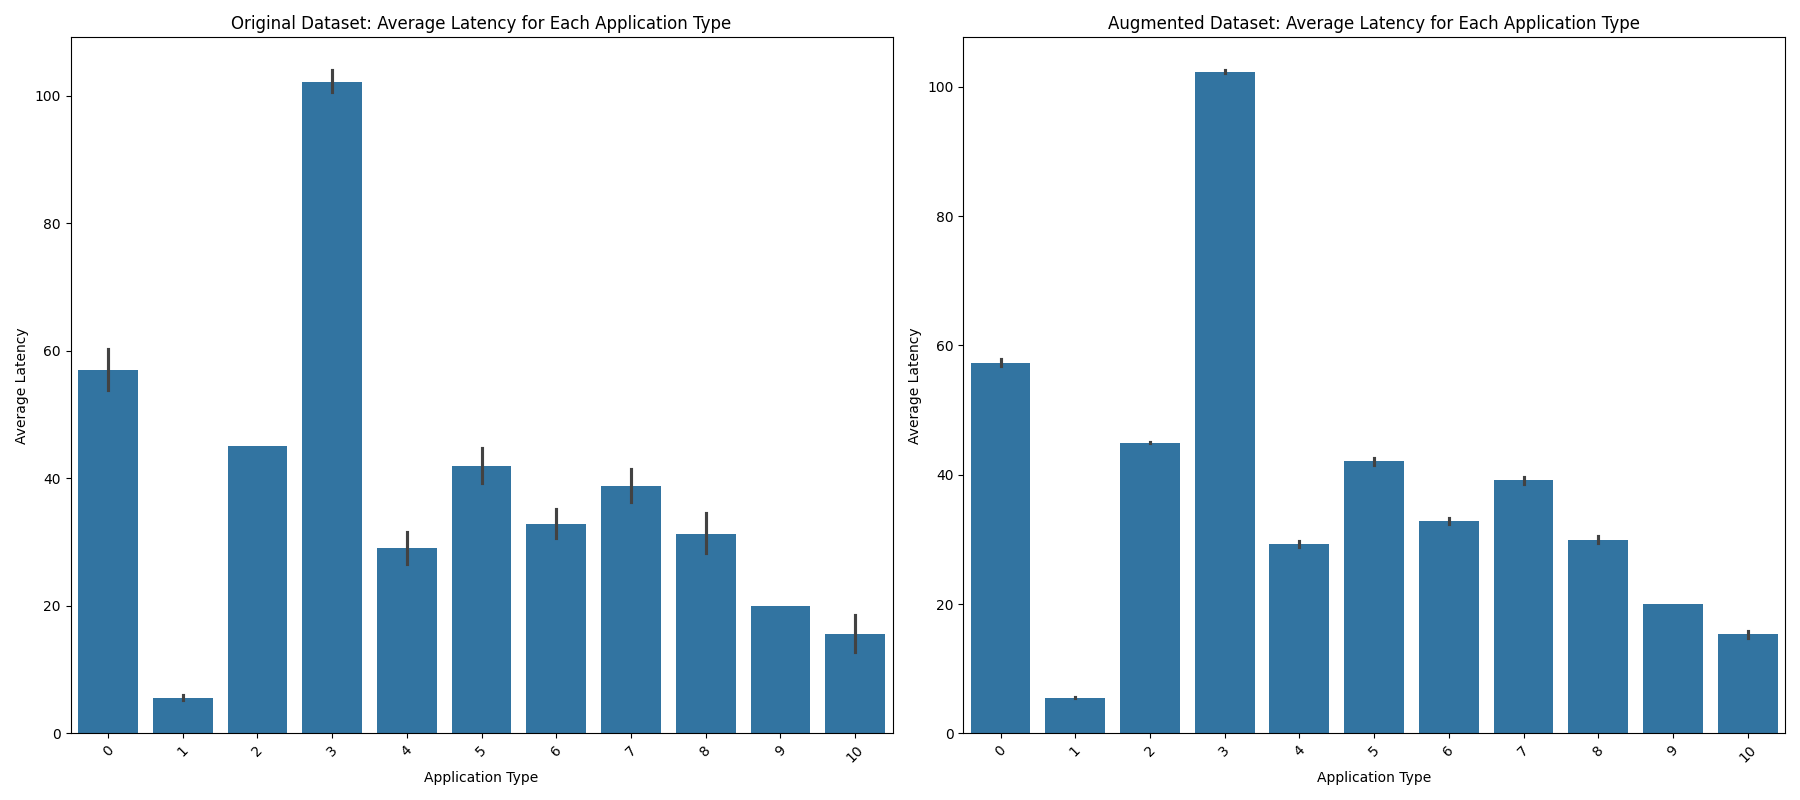 Original Dataset: Average Latency for Each Application Type
100
80
60
40
20
0
Average Latency
0 1 2 3 4 5 6 7 8 9 10
Application Type
Augmented Dataset: Average Latency for Each Application Type
100
80
60
40
20
0
Average Latency
0 1 2 3 4 5 6 7 8 9 10
Application Type